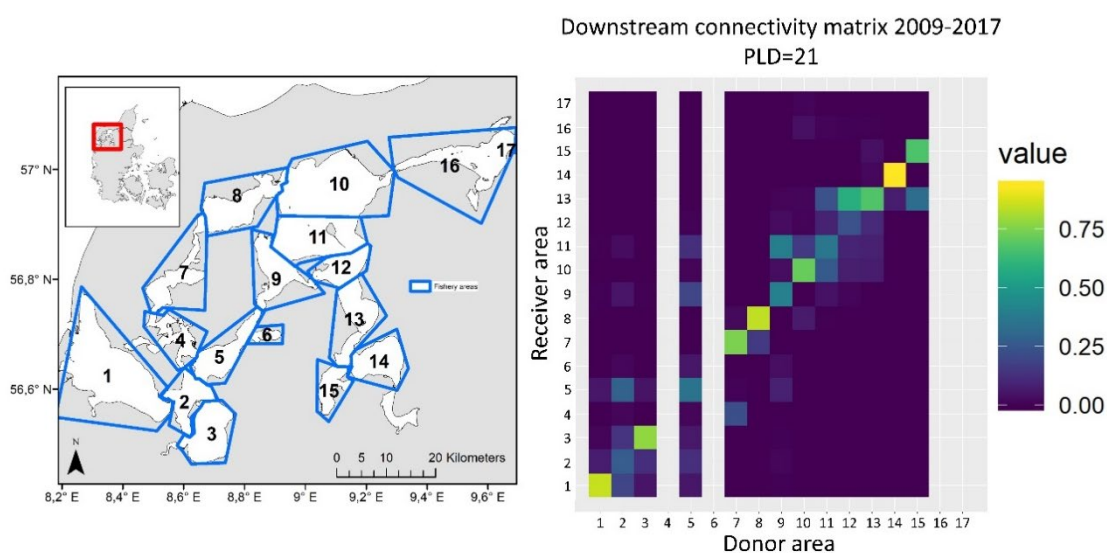 Downstream connectivity matrix 2009-2017
PLD=21
57° N
56,8° N
56,6° N
8,2° E
8,4° E
8,6° E
8,8° E
9° E
9,2° E
9,4° E
9,6° E
1
2
3
4
5
6
7
8
9
10
11
12
13
14
15
16
17
Fishery areas
N
0 10 20 Kilometers
Receiver area
17
16
15
14
13
12
11
10
9
8
7
6
5
4
3
2
1
1 2 3 4 5 6 7 8 9 10 11 12 13 14 15 16 17
Donor area
value
0.75
0.50
0.25
0.00